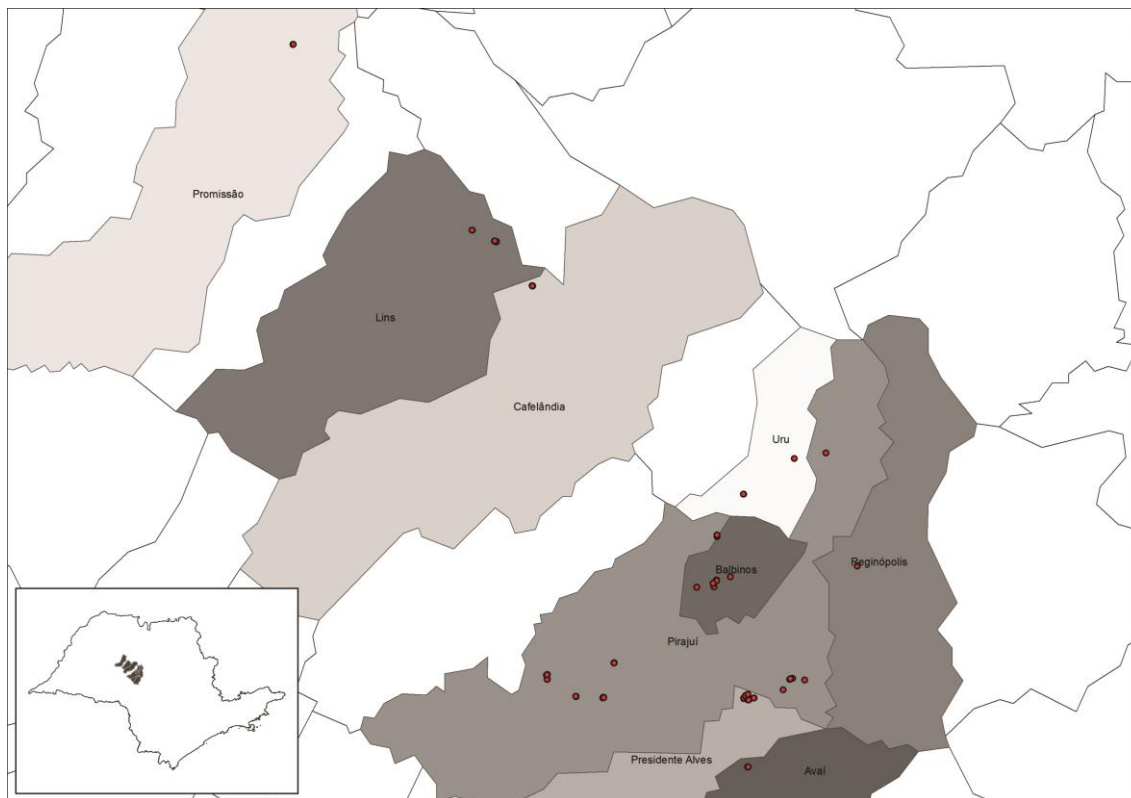 Promissão
Lins
Cafelândia
Uru
Reginópolis
Balbinos
Pirajuí
Presidente Alves
Avaí